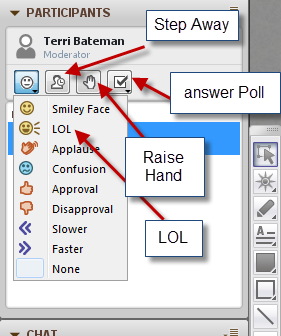 PARTICIPANTS
Step Away
Terri Bateman
Moderator
answer Poll
Smiley Face
LOL
Applause
Confusion
Approval
Disapproval
Slower
Faster
None
Raise
Hand
LOL
CHAT